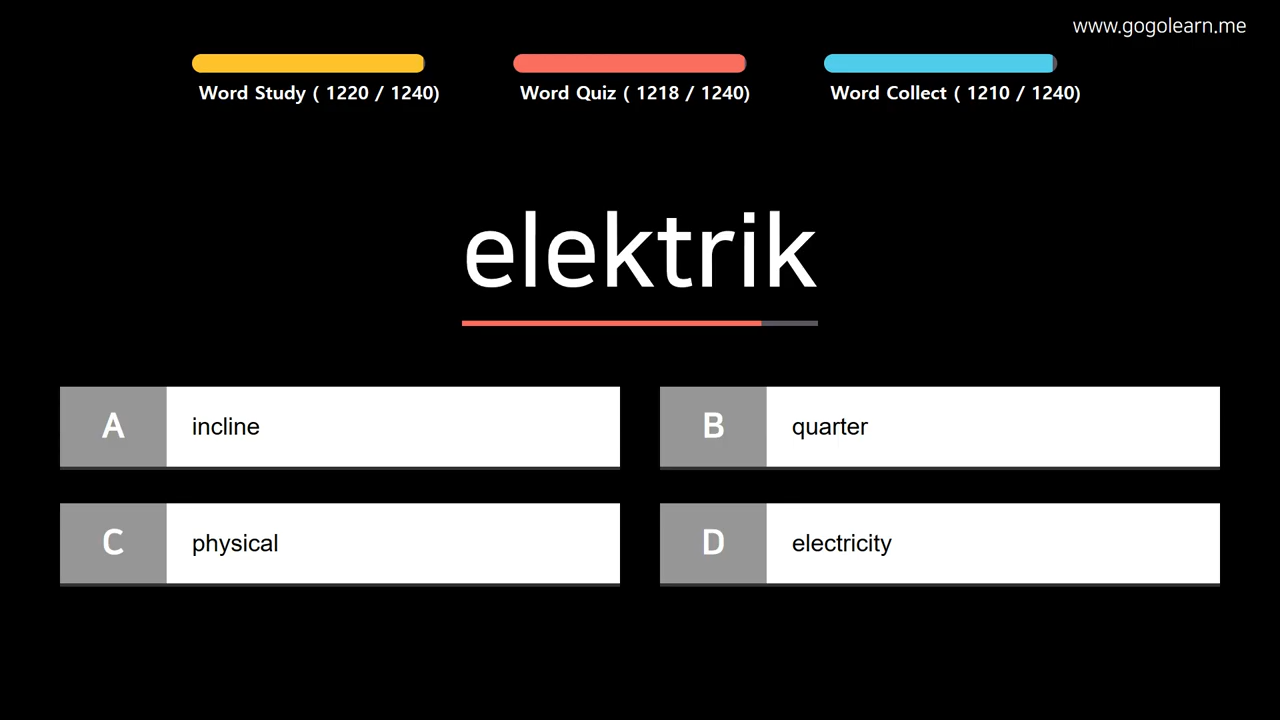 www.gogolearn.me
Word Study ( 1220 / 1240)
Word Quiz ( 1218 / 1240)
Word Collect ( 1210 / 1240)
elektrik
A incline
B quarter
C physical
D electricity